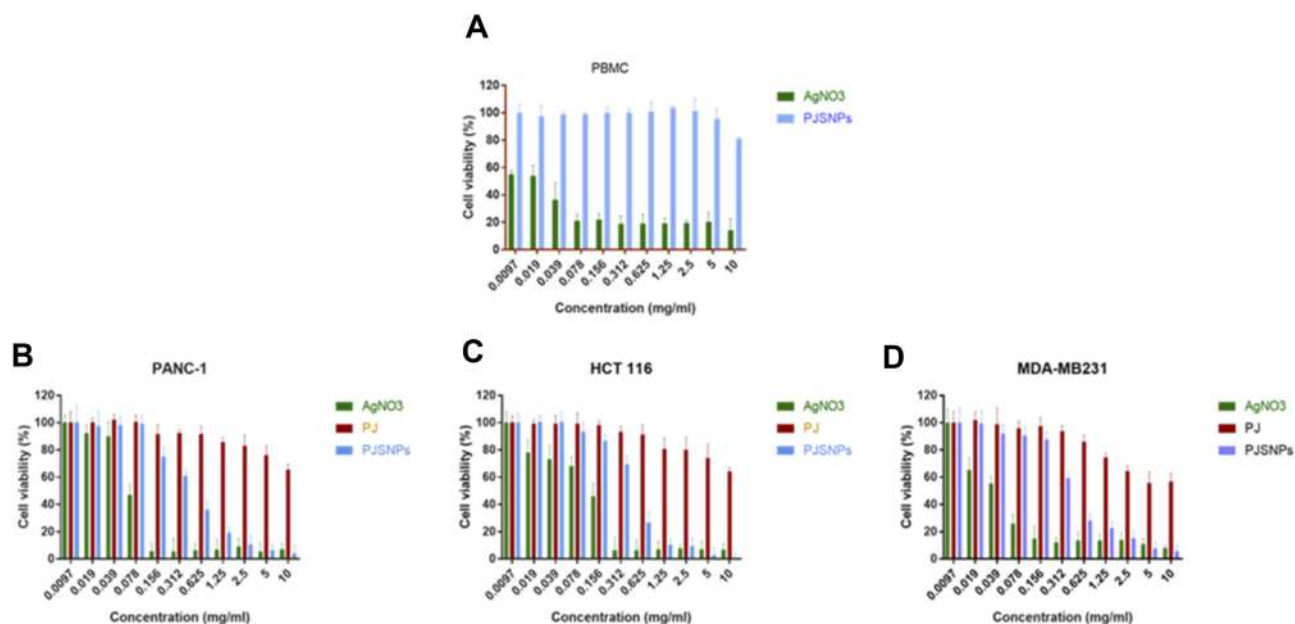 A
PBMC
Cell viability (%)
120
100
80
60
40
20
0
0.0097 0.019 0.039 0.078 0.156 0.312 0.625 1.25 2.5 5 10
Concentration (mg/ml)
AgNO3
PJSNPs
B
PANC-1
Cell viability (%)
120
100
80
60
40
20
0
0.0097 0.019 0.039 0.078 0.156 0.312 0.625 1.25 2.5 5 10
Concentration (mg/ml)
AgNO3
PJ
PJSNPs
C
HCT 116
Cell viability (%)
120
100
80
60
40
20
0
0.0097 0.019 0.039 0.078 0.156 0.312 0.625 1.25 2.5 5 10
Concentration (mg/ml)
AgNO3
PJ
PJSNPs
D
MDA-MB231
Cell viability (%)
120
100
80
60
40
20
0
0.0097 0.019 0.039 0.078 0.156 0.312 0.625 1.25 2.5 5 10
Concentration (mg/ml)
AgNO3
PJ
PJSNPs